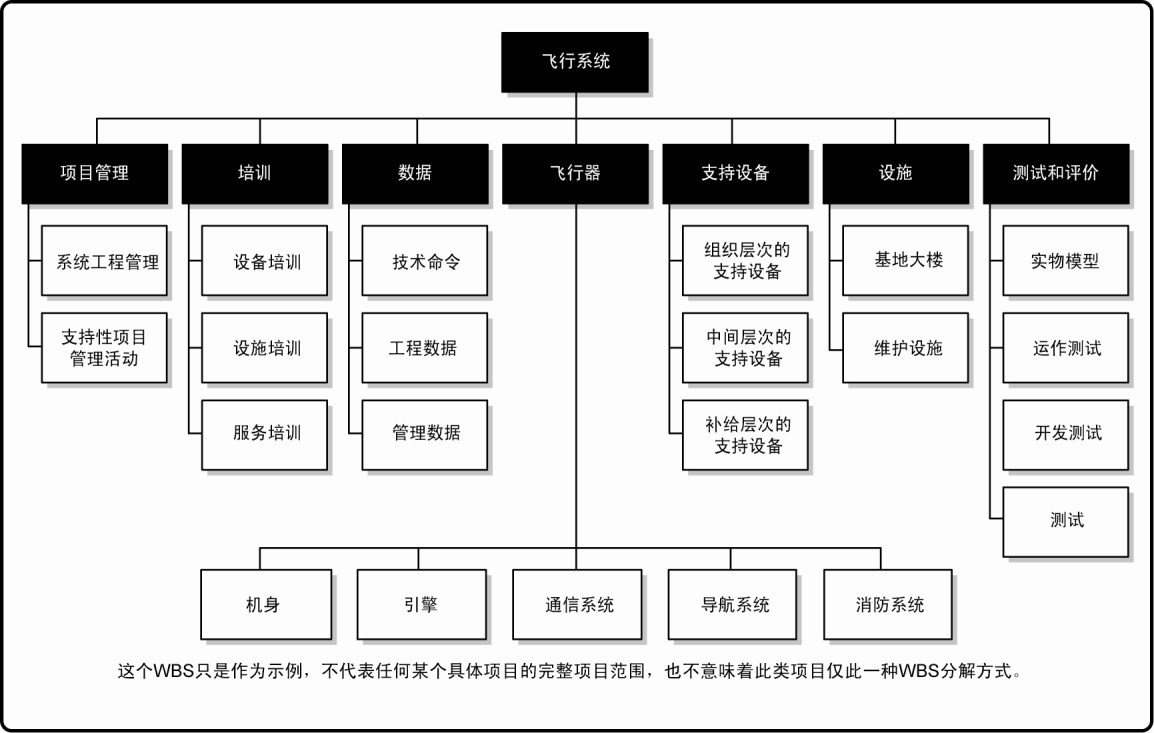 飞行系统
项目管理
培训
数据
飞行器
支持设备
设施
测试和评价
系统工程管理
支持性项目
管理活动
设备培训
设施培训
服务培训
技术命令
工程数据
管理数据
组织层次的
支持设备
中间层次的
支持设备
补给层次的
支持设备
基地大楼
维护设施
实物模型
运作测试
开发测试
测试
机身
引擎
通信系统
导航系统
消防系统
这个WBS只是作为示例，不代表任何某个具体项目的完整项目范围，也不意味着此类项目仅此一种WBS分解方式。